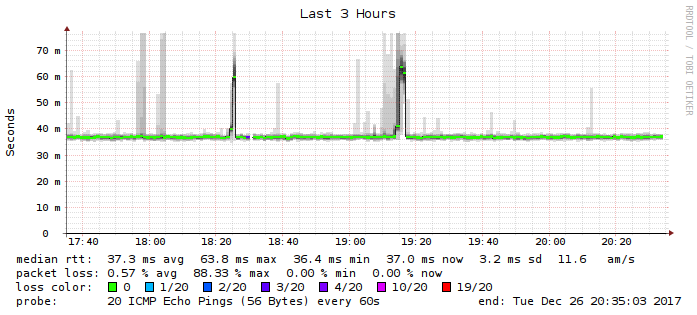 Last 3 Hours
RRDTOOL / TOBI OETIKER
Seconds
70 m
60 m
50 m
40 m
30 m
20 m
10 m
0
17:40 18:00 18:20 18:40 19:00 19:20 19:40 20:00 20:20
median rtt: 37.3 ms avg 63.8 ms max 36.4 ms min 37.0 ms now 3.2 ms sd 11.6 am/s
packet loss: 0.57 % avg 88.33 % max 0.00 % min 0.00 % now
loss color: 0 1/20 2/20 3/20 4/20 10/20 19/20
probe: 20 ICMP Echo Pings (56 Bytes) every 60s end: Tue Dec 26 20:35:03 2017